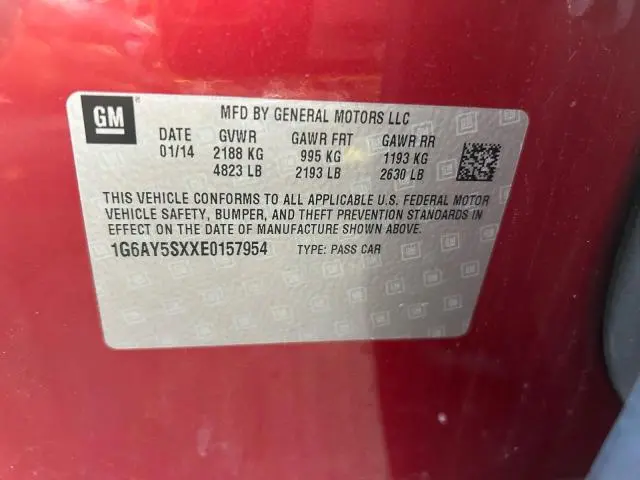 GM
MFD BY GENERAL MOTORS LLC
DATE GVWR GAWR FRT GAWR RR
01/14 2188 KG 995 KG 1193 KG
4823 LB 2193 LB 2630 LB
THIS VEHICLE CONFORMS TO ALL APPLICABLE U.S. FEDERAL MOTOR
VEHICLE SAFETY, BUMPER, AND THEFT PREVENTION STANDARDS IN
EFFECT ON THE DATE OF MANUFACTURE SHOWN ABOVE.
1G6AY5SXXE0157954 TYPE: PASS CAR